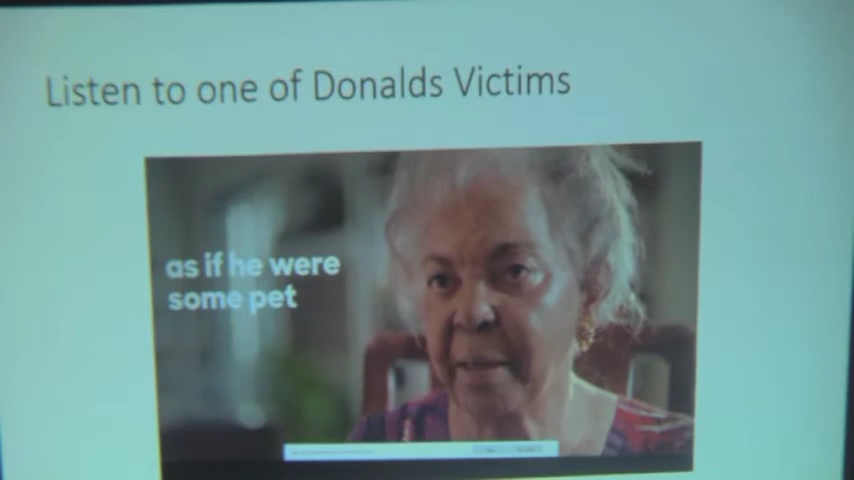 Listen to one of Donalds Victims
as if he were
some pet